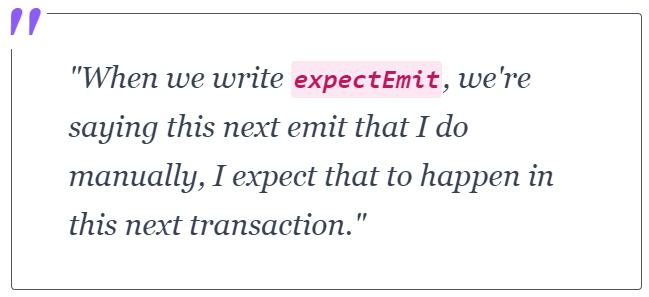 "When we write expectEmit, we're
saying this next emit that I do
manually, I expect that to happen in
this next transaction."